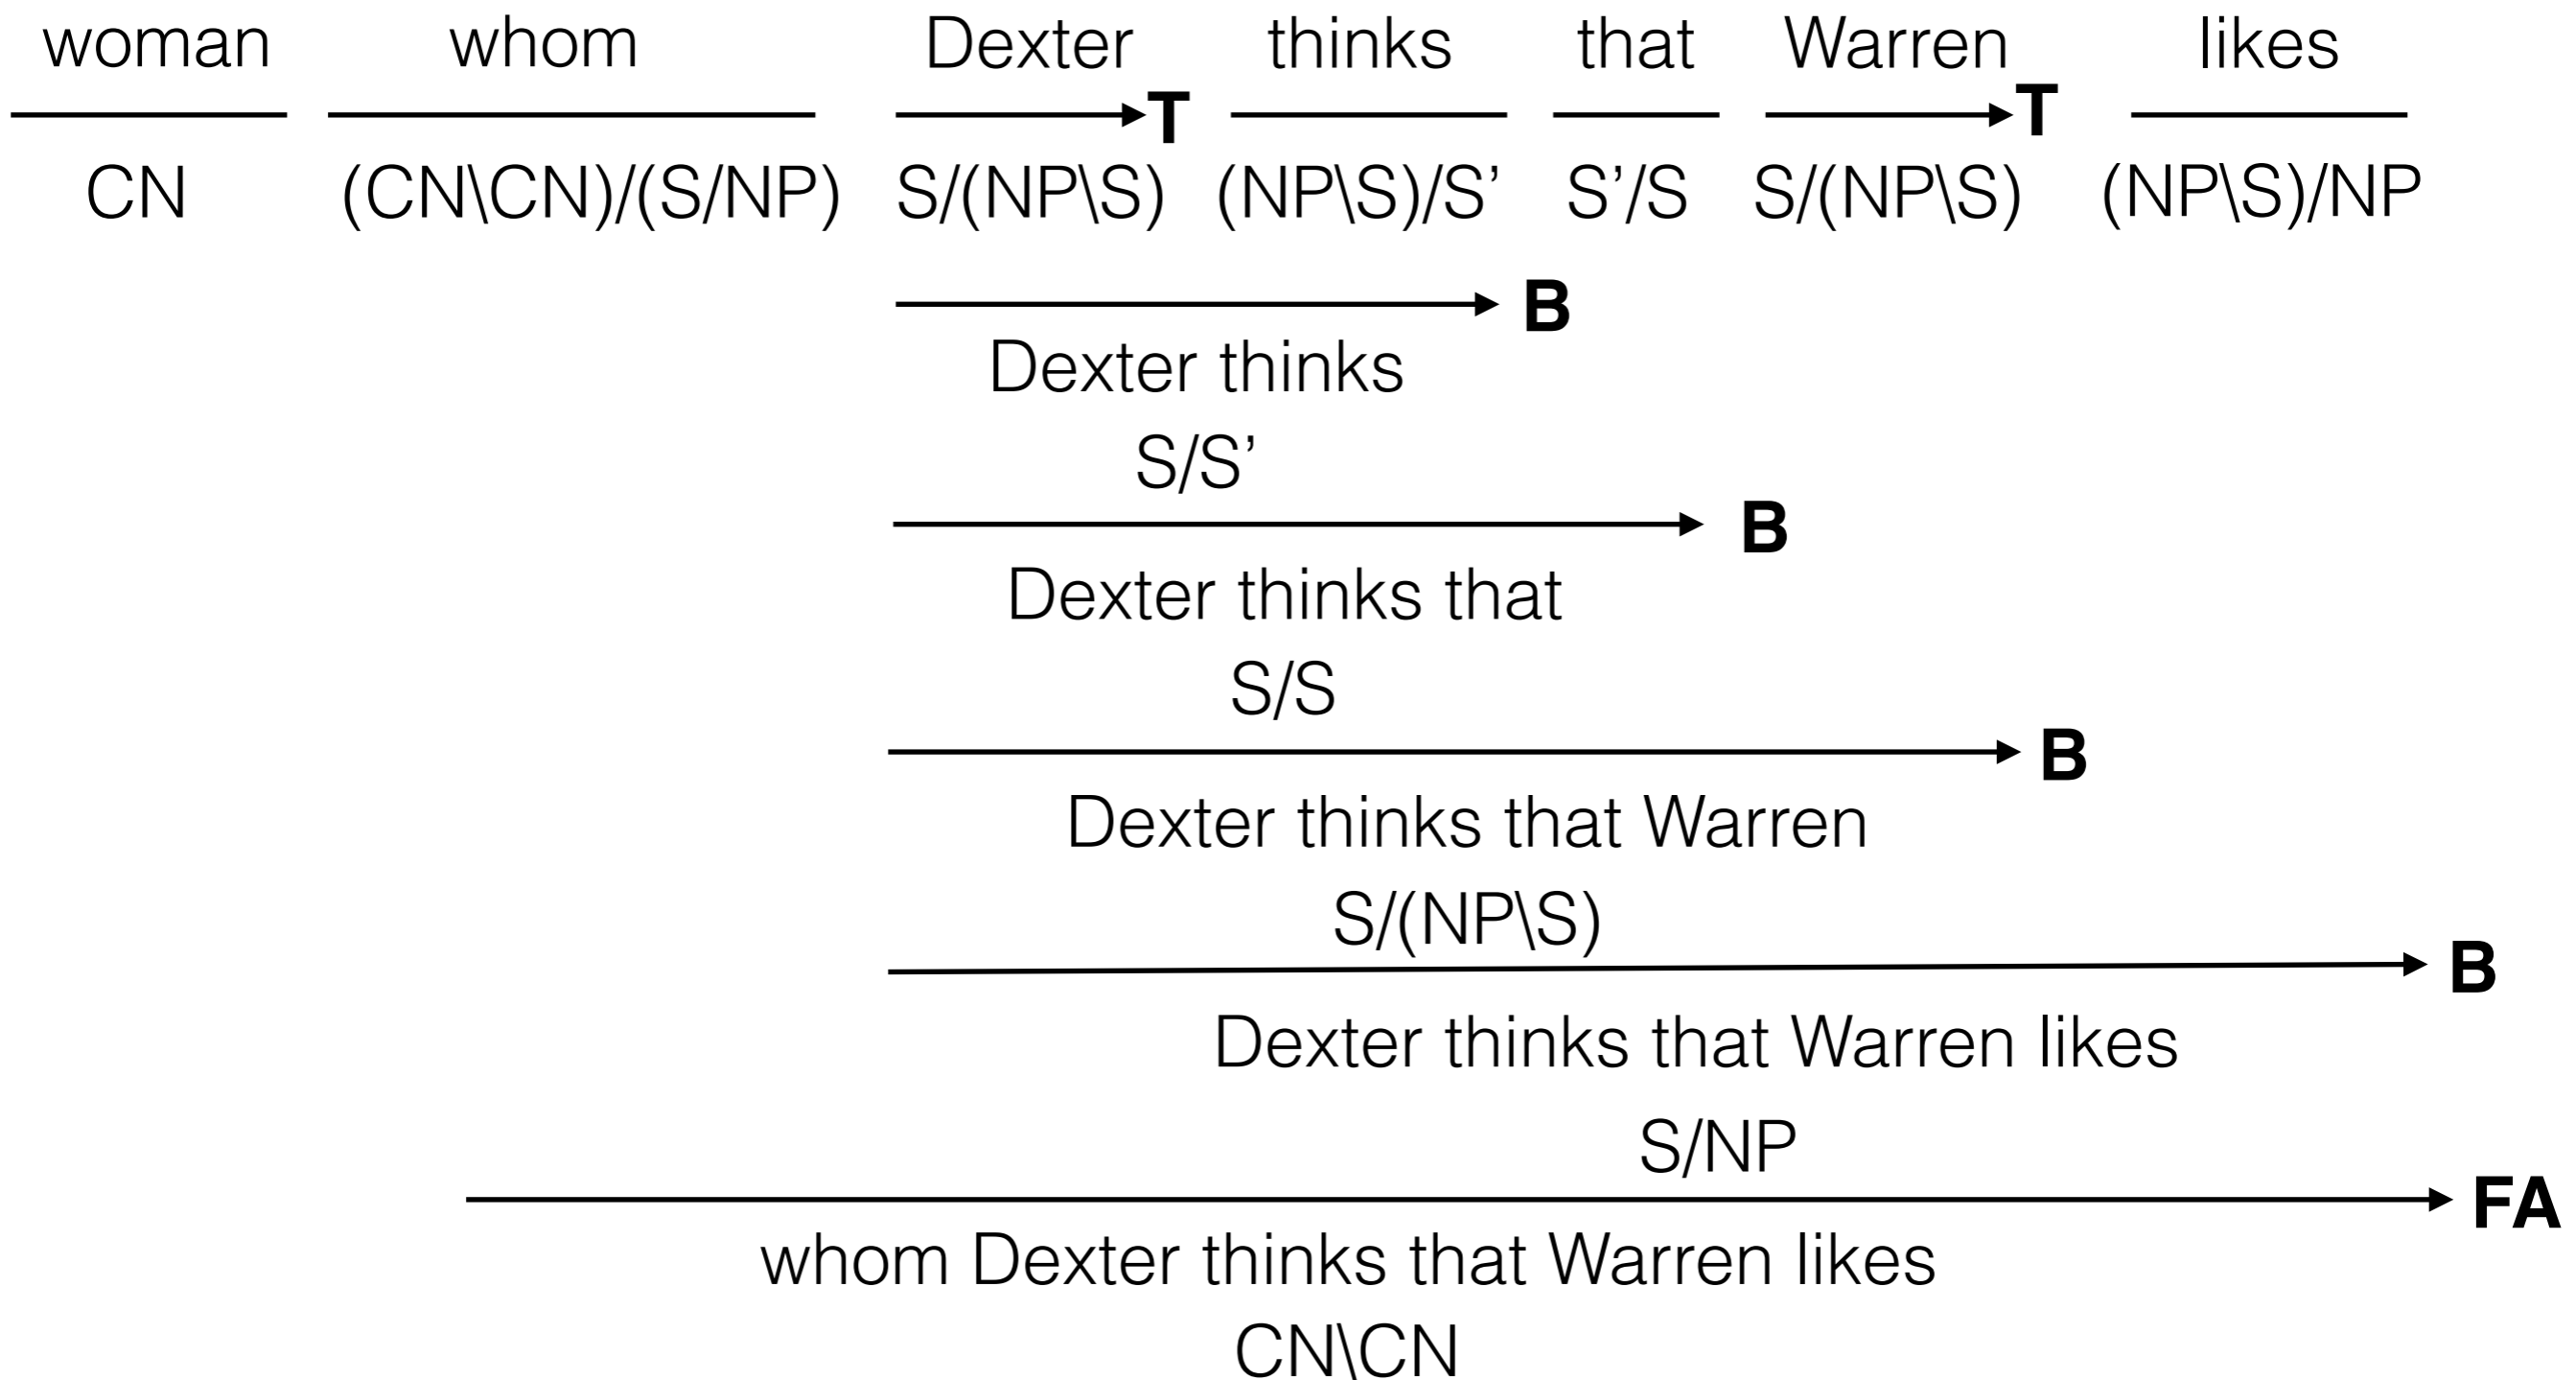 woman whom Dexter thinks that Warren likes
T T
CN (CN\CN)/(S/NP) S/(NP\S) (NP\S)/S’ S’/S S/(NP\S) (NP\S)/NP
B
Dexter thinks
S/S’
B
Dexter thinks that
S/S
B
Dexter thinks that Warren
S/(NP\S)
B
Dexter thinks that Warren likes
S/NP
FA
whom Dexter thinks that Warren likes
CN\CN